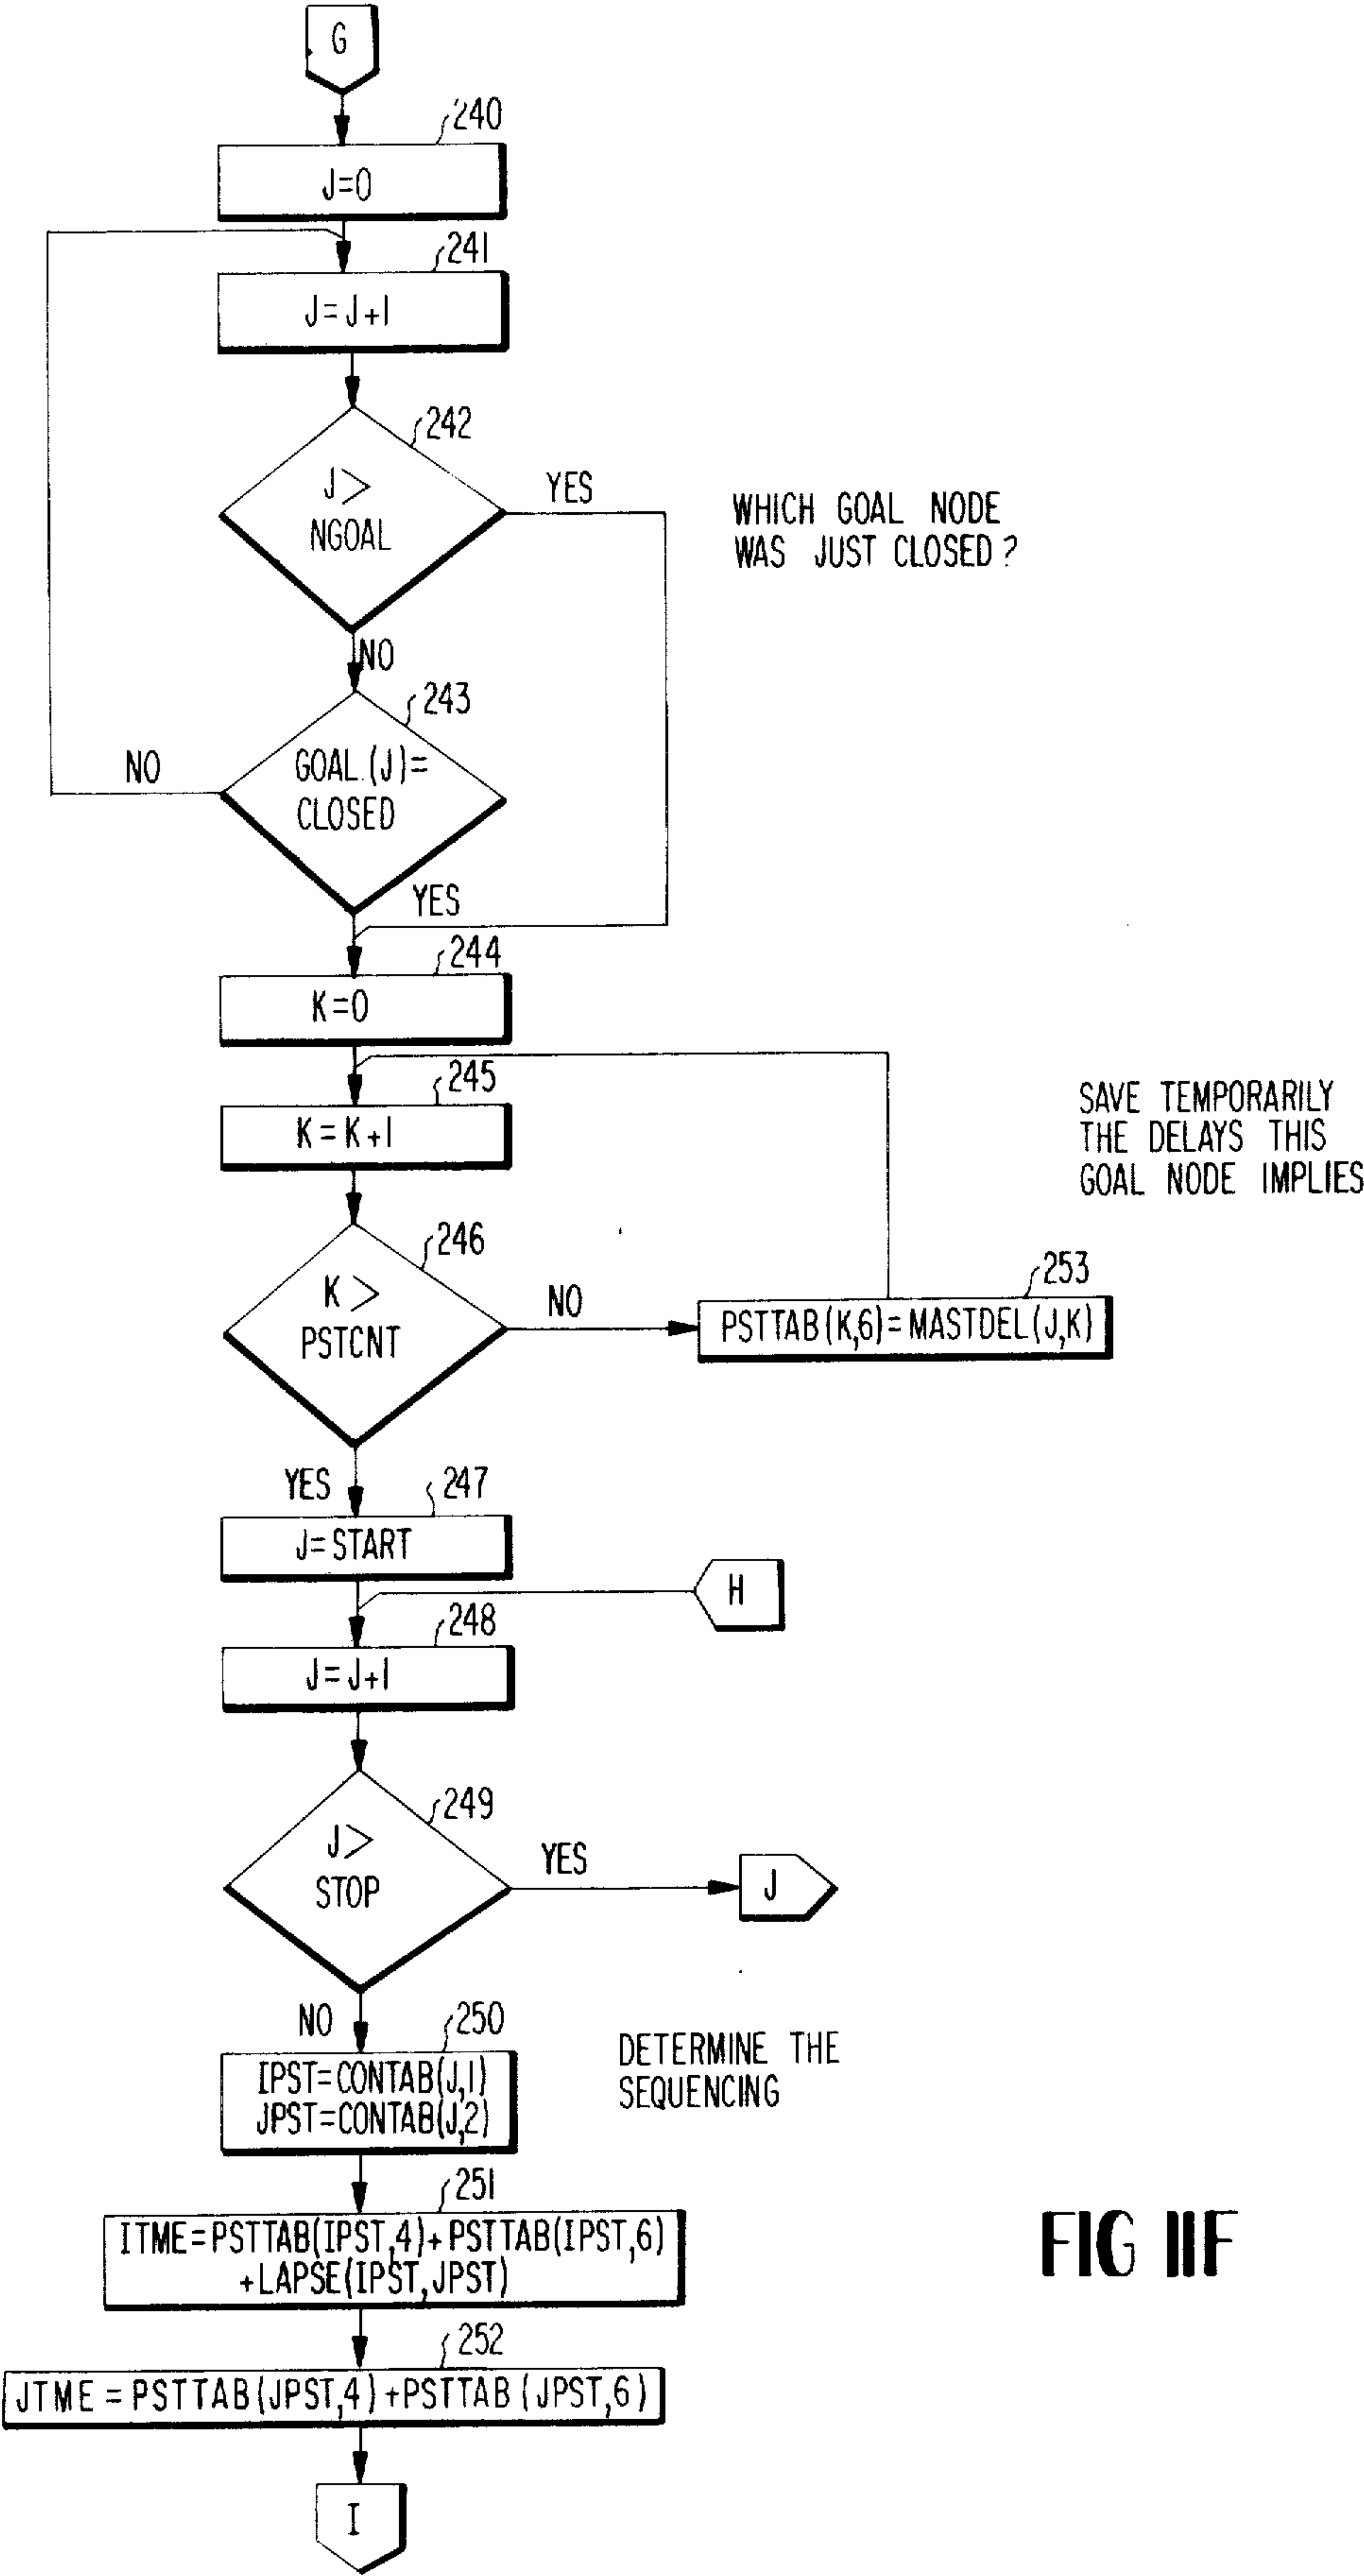 G
240
J=0
241
J=J+1
242
J>
NGOAL
YES
WHICH GOAL NODE
WAS JUST CLOSED?
NO
243
GOAL.(J)=
CLOSED
NO
YES
244
K=0
245
K=K+1
SAVE TEMPORARILY
THE DELAYS THIS
GOAL NODE IMPLIES
246
K>
PSTCNT
NO
253
PSTTAB(K,6)=MASTDEL(J,K)
YES
247
J=START
H
248
J=J+1
249
J>
STOP
YES
J
NO
250
IPST=CONTAB(J,1)
JPST=CONTAB(J,2)
DETERMINE THE
SEQUENCING
251
ITME=PSTTAB(IPST,4)+PSTTAB(IPST,6)
+LAPSE(IPST,JPST)
252
JTME=PSTTAB(JPST,4)+PSTTAB(JPST,6)
I
FIG 11F